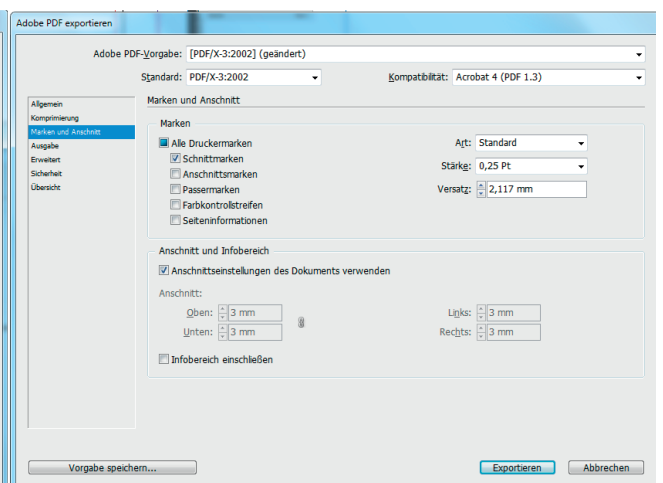 Adobe PDF exportieren
Adobe PDF-Vorgabe: [PDF/X-3:2002] (geändert)
Standard: PDF/X-3:2002 Kompatibilität: Acrobat 4 (PDF 1.3)
Allgemein
Komprimierung
Marken und Anschnitt
Ausgabe
Erweitert
Sicherheit
Übersicht
Marken und Anschnitt
Marken
Alle Druckermarken
Schnittmarken
Anschnittsmarken
Passermarken
Farbkontrollstreifen
Seiteninformationen
Art: Standard
Stärke: 0,25 Pt
Versatz: 2,117 mm
Anschnitt und Infobereich
Anschnittseinstellungen des Dokuments verwenden
Anschnitt:
Oben: 3 mm Links: 3 mm
Unten: 3 mm Rechts: 3 mm
Infobereich einschließen
Vorgabe speichern... Exportieren Abbrechen